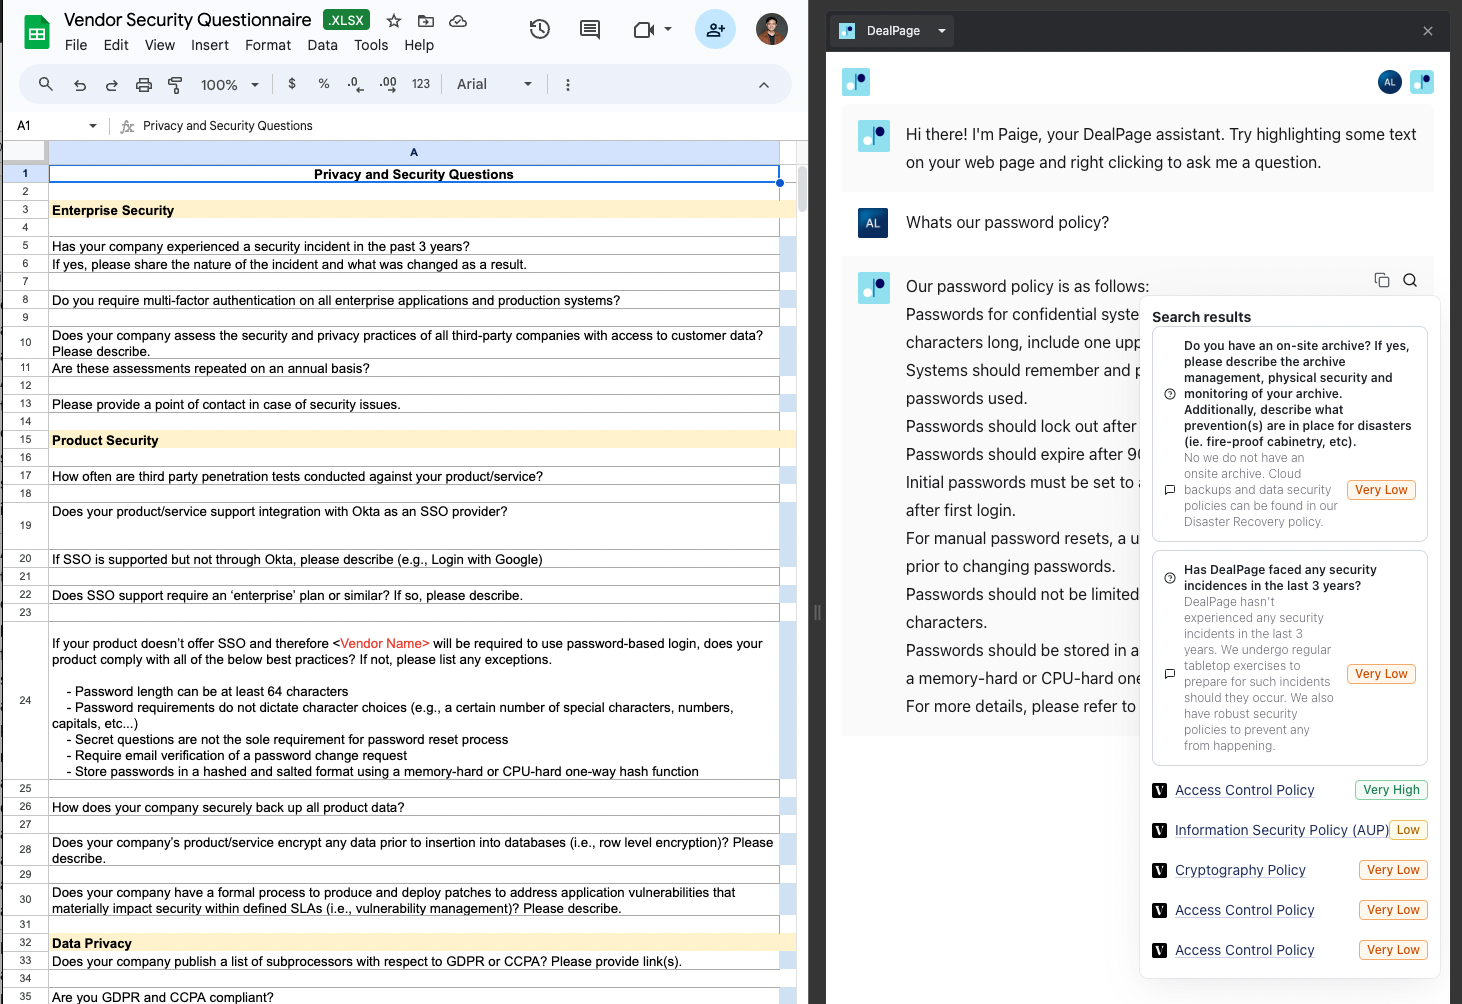 Vendor Security Questionnaire .XLSX
File Edit View Insert Format Data Tools Help
100% $ % .0 .00 123 Arial
A1 fx Privacy and Security Questions
A
1 Privacy and Security Questions
2
3 Enterprise Security
4
5 Has your company experienced a security incident in the past 3 years?
6 If yes, please share the nature of the incident and what was changed as a result.
7
8 Do you require multi-factor authentication on all enterprise applications and production systems?
9
10 Does your company assess the security and privacy practices of all third-party companies with access to customer data?
Please describe.
11 Are these assessments repeated on an annual basis?
12
13 Please provide a point of contact in case of security issues.
14
15 Product Security
16
17 How often are third party penetration tests conducted against your product/service?
18
19 Does your product/service support integration with Okta as an SSO provider?
20 If SSO is supported but not through Okta, please describe (e.g., Login with Google)
21
22 Does SSO support require an ‘enterprise’ plan or similar? If so, please describe.
23
24 If your product doesn’t offer SSO and therefore <Vendor Name> will be required to use password-based login, does your
product comply with all of the below best practices? If not, please list any exceptions.
- Password length can be at least 64 characters
- Password requirements do not dictate character choices (e.g., a certain number of special characters, numbers,
capitals, etc...)
- Secret questions are not the sole requirement for password reset process
- Require email verification of a password change request
- Store passwords in a hashed and salted format using a memory-hard or CPU-hard one-way hash function
25
26 How does your company securely back up all product data?
27
28 Does your company’s product/service encrypt any data prior to insertion into databases (i.e., row level encryption)? Please
describe.
29
30 Does your company have a formal process to produce and deploy patches to address application vulnerabilities that
materially impact security within defined SLAs (i.e., vulnerability management)? Please describe.
31
32 Data Privacy
33 Does your company publish a list of subprocessors with respect to GDPR or CCPA? Please provide link(s).
34
35 Are you GDPR and CCPA compliant?
DealPage
AL
Hi there! I'm Paige, your DealPage assistant. Try highlighting some text
on your web page and right clicking to ask me a question.
AL Whats our password policy?
Our password policy is as follows:
Passwords for confidential syste
characters long, include one upp
Systems should remember and p
passwords used.
Passwords should lock out after
Passwords should expire after 90
Initial passwords must be set to
after first login.
For manual password resets, a u
prior to changing passwords.
Passwords should not be limited
characters.
Passwords should be stored in a
a memory-hard or CPU-hard one
For more details, please refer to
Search results
Do you have an on-site archive? If yes,
please describe the archive
management, physical security and
monitoring of your archive.
Additionally, describe what
prevention(s) are in place for disasters
(ie. fire-proof cabinetry, etc).
No we do not have an
onsite archive. Cloud
backups and data security Very Low
policies can be found in our
Disaster Recovery policy.
Has DealPage faced any security
incidences in the last 3 years?
DealPage hasn't
experienced any security
incidents in the last 3
years. We undergo regular
tabletop exercises to Very Low
prepare for such incidents
should they occur. We also
have robust security
policies to prevent any
from happening.
V Access Control Policy Very High
V Information Security Policy (AUP) Low
V Cryptography Policy Very Low
V Access Control Policy Very Low
V Access Control Policy Very Low